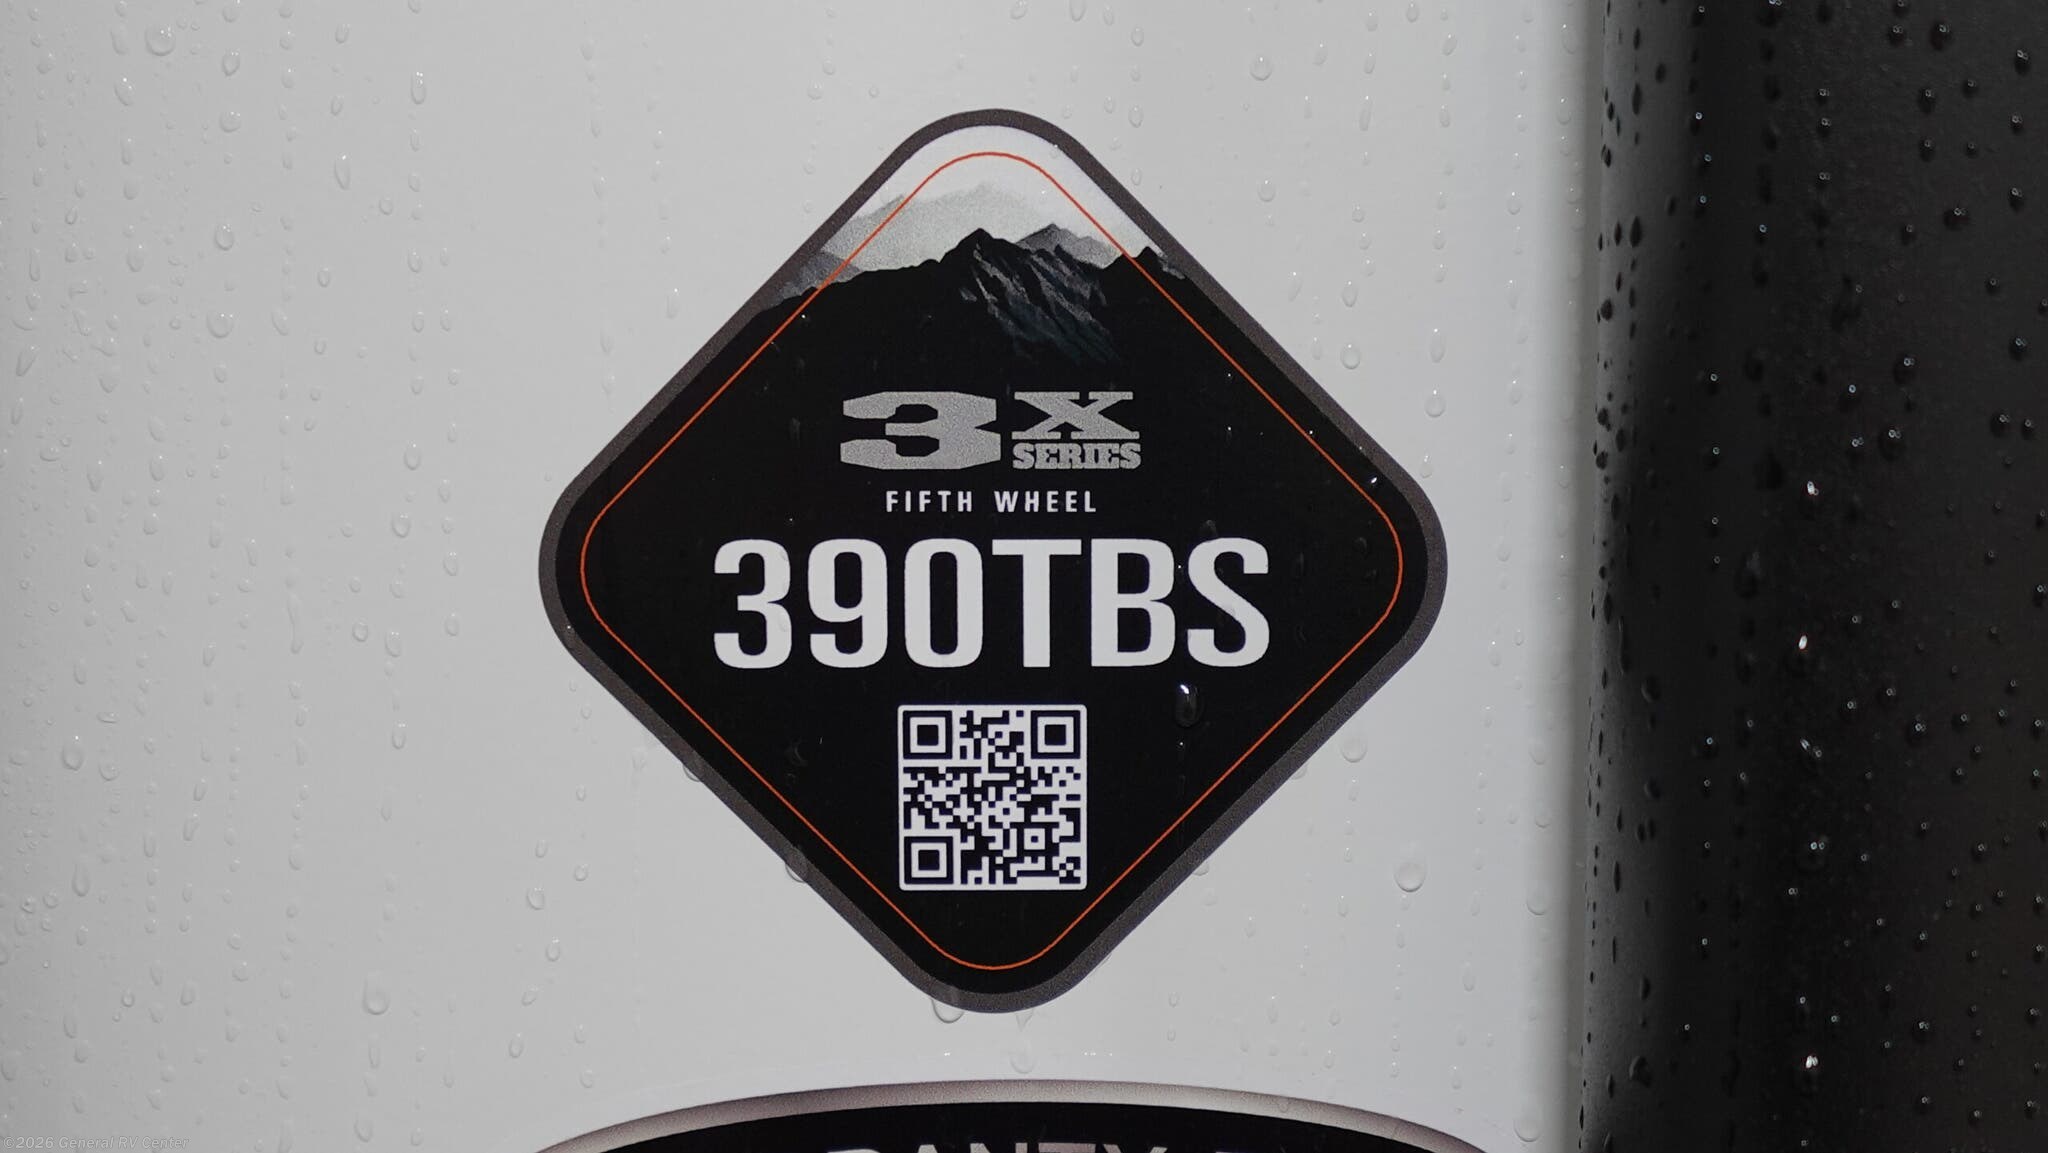 3X
SERIES
FIFTH WHEEL
390TBS
©2026 General RV Center